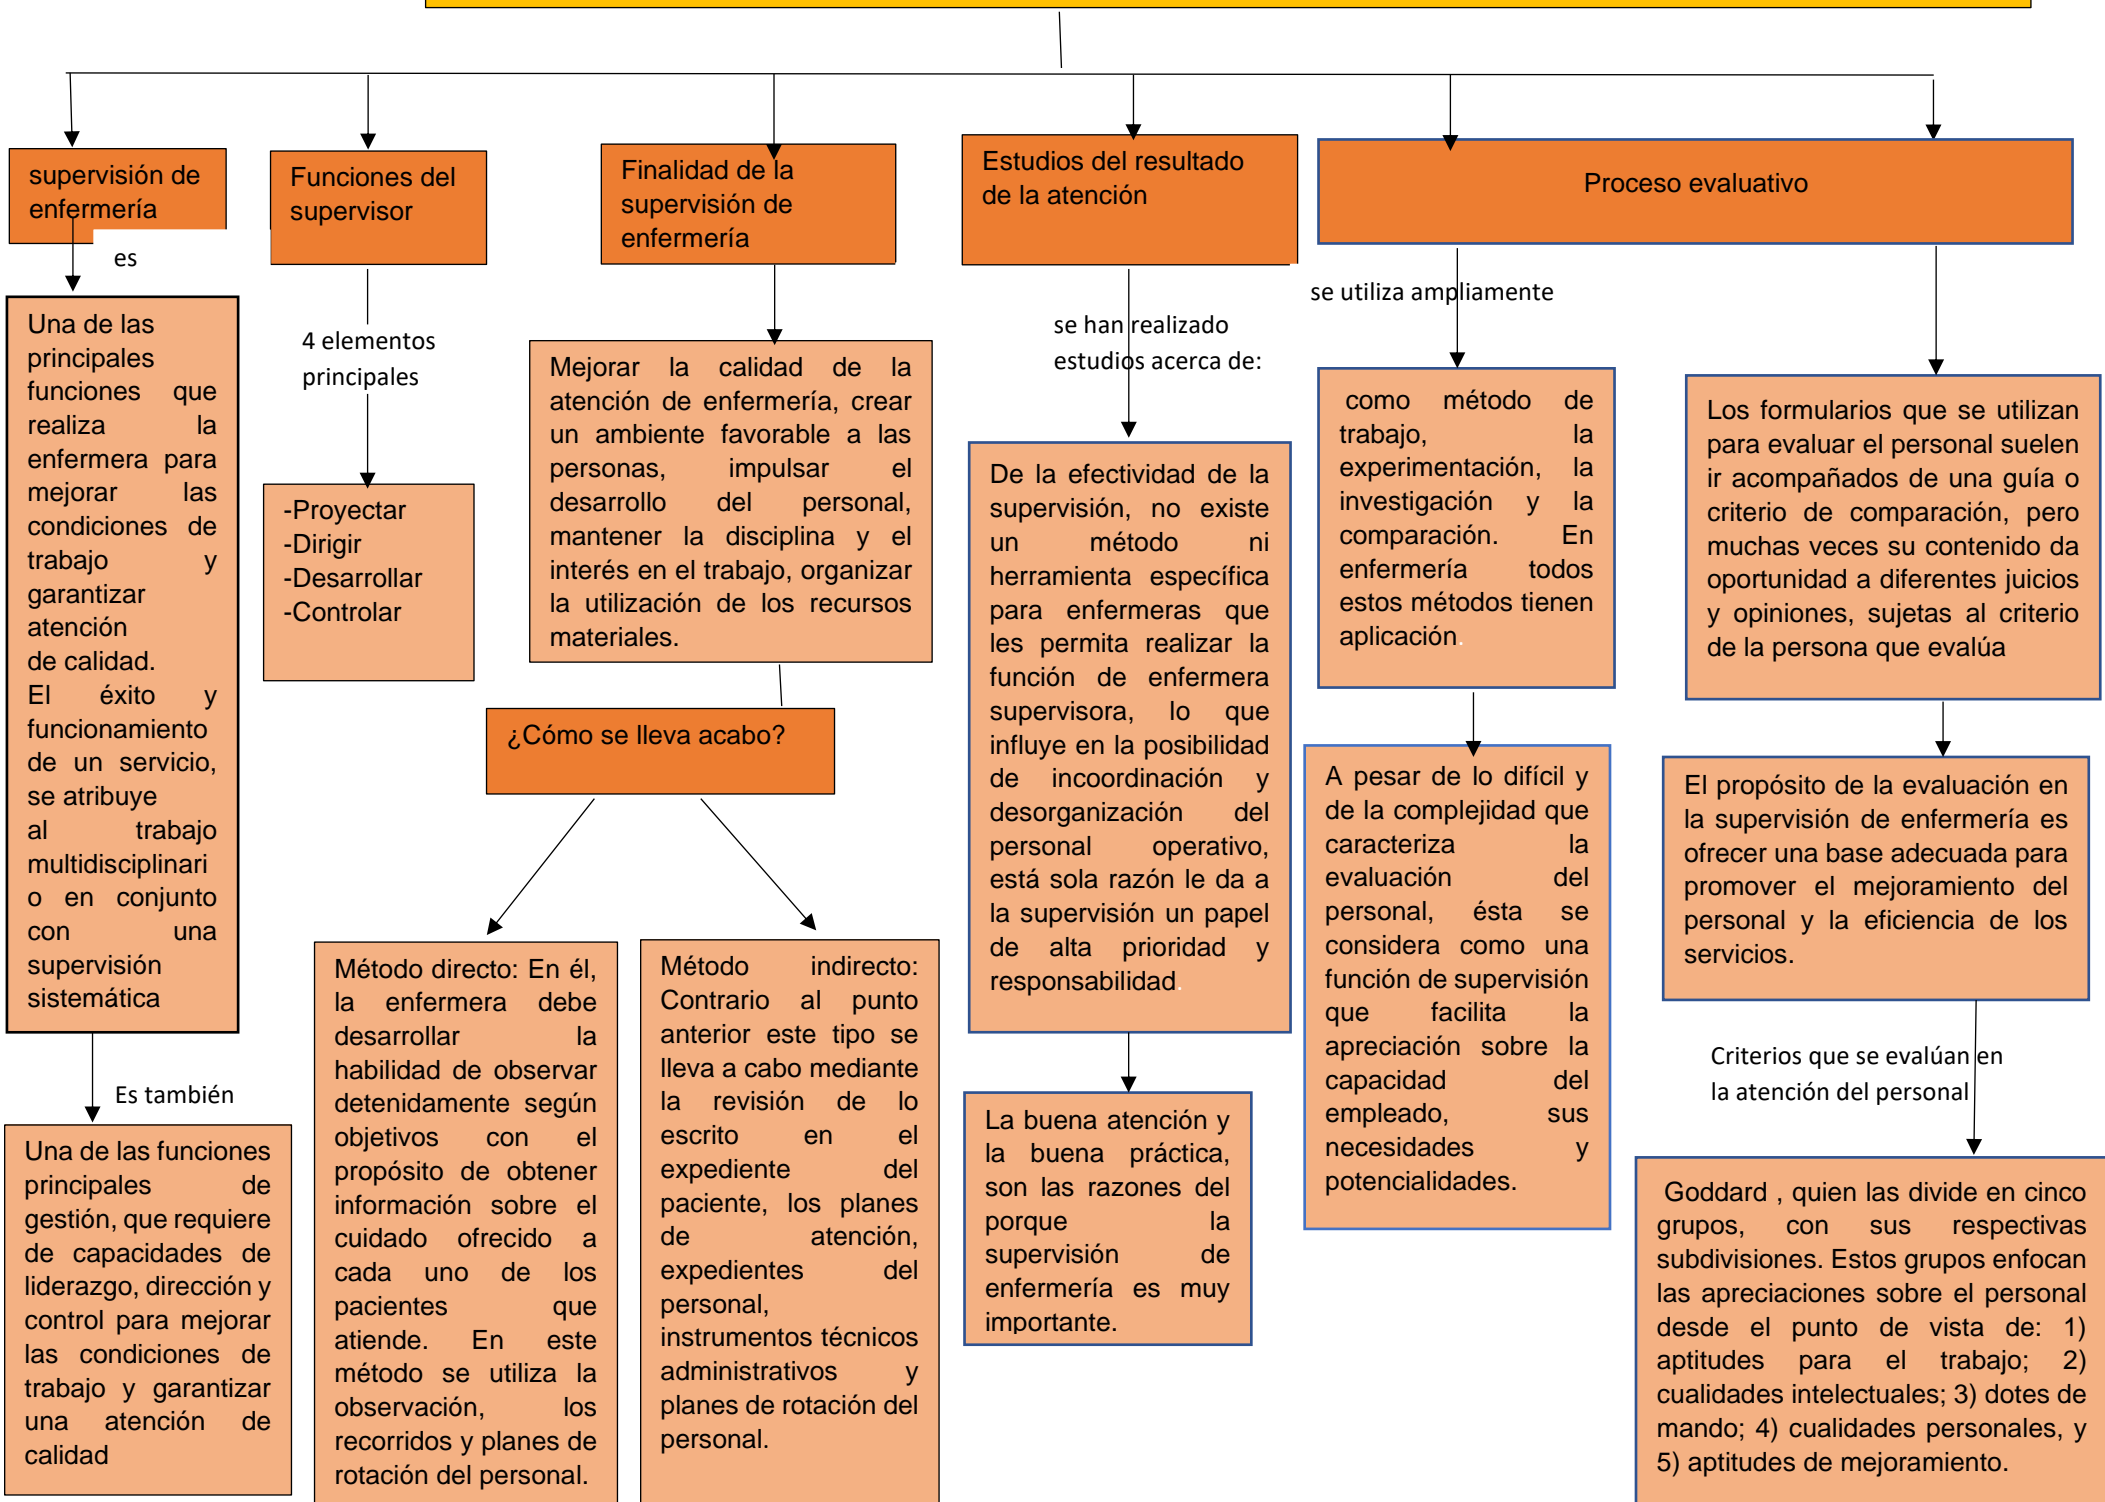 supervisión de
enfermería
es
Una de las
principales
funciones que
realiza la
enfermera para
mejorar las
condiciones de
trabajo y
garantizar
atención
de calidad.
El éxito y
funcionamiento
de un servicio,
se atribuye
al trabajo
multidisciplinari
o en conjunto
con una
supervisión
sistemática
Es también
Una de las funciones
principales de
gestión, que requiere
de capacidades de
liderazgo, dirección y
control para mejorar
las condiciones de
trabajo y garantizar
una atención de
calidad
Funciones del
supervisor
4 elementos
principales
-Proyectar
-Dirigir
-Desarrollar
-Controlar
Finalidad de la
supervisión de
enfermería
Mejorar la calidad de la
atención de enfermería, crear
un ambiente favorable a las
personas, impulsar el
desarrollo del personal,
mantener la disciplina y el
interés en el trabajo, organizar
la utilización de los recursos
materiales.
¿Cómo se lleva acabo?
Método directo: En él,
la enfermera debe
desarrollar la
habilidad de observar
detenidamente según
objetivos con el
propósito de obtener
información sobre el
cuidado ofrecido a
cada uno de los
pacientes que
atiende. En este
método se utiliza la
observación, los
recorridos y planes de
rotación del personal.
Método indirecto:
Contrario al punto
anterior este tipo se
lleva a cabo mediante
la revisión de lo
escrito en el
expediente del
paciente, los planes
de atención,
expedientes del
personal,
instrumentos técnicos
administrativos y
planes de rotación del
personal.
Estudios del resultado
de la atención
se han realizado
estudios acerca de:
De la efectividad de la
supervisión, no existe
un método ni
herramienta específica
para enfermeras que
les permita realizar la
función de enfermera
supervisora, lo que
influye en la posibilidad
de incoordinación y
desorganización del
personal operativo,
está sola razón le da a
la supervisión un papel
de alta prioridad y
responsabilidad.
La buena atención y
la buena práctica,
son las razones del
porque la
supervisión de
enfermería es muy
importante.
Proceso evaluativo
se utiliza ampliamente
como método de
trabajo, la
experimentación, la
investigación y la
comparación. En
enfermería todos
estos métodos tienen
aplicación.
A pesar de lo difícil y
de la complejidad que
caracteriza la
evaluación del
personal, ésta se
considera como una
función de supervisión
que facilita la
apreciación sobre la
capacidad del
empleado, sus
necesidades y
potencialidades.
Los formularios que se utilizan
para evaluar el personal suelen
ir acompañados de una guía o
criterio de comparación, pero
muchas veces su contenido da
oportunidad a diferentes juicios
y opiniones, sujetas al criterio
de la persona que evalúa
El propósito de la evaluación en
la supervisión de enfermería es
ofrecer una base adecuada para
promover el mejoramiento del
personal y la eficiencia de los
servicios.
Criterios que se evalúan en
la atención del personal
Goddard , quien las divide en cinco
grupos, con sus respectivas
subdivisiones. Estos grupos enfocan
las apreciaciones sobre el personal
desde el punto de vista de: 1)
aptitudes para el trabajo; 2)
cualidades intelectuales; 3) dotes de
mando; 4) cualidades personales, y
5) aptitudes de mejoramiento.